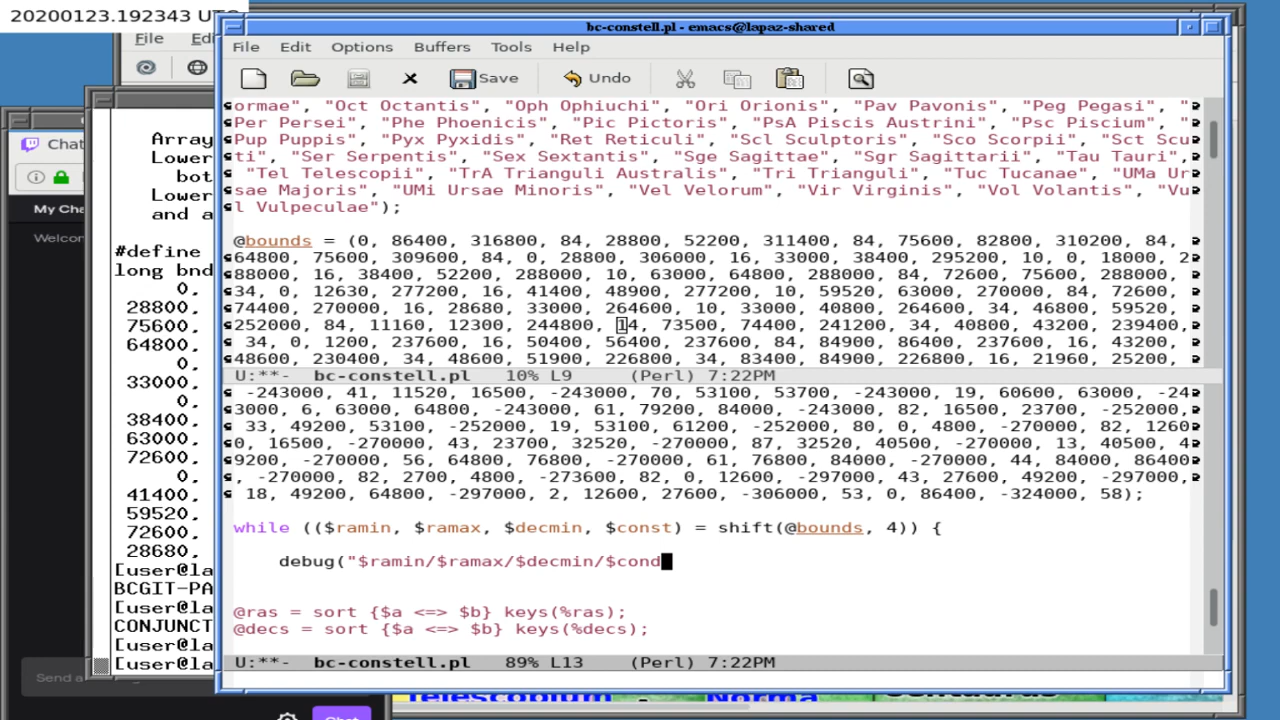 20200123.192343 UTC
bc-constell.pl - emacs@lapaz-shared
File Edit Options Buffers Tools Help
Save Undo
ormae", "Oct Octantis", "Oph Ophiuchi", "Ori Orionis", "Pav Pavonis", "Peg Pegasi", "
Per Persei", "Phe Phoenicis", "Pic Pictoris", "PsA Piscis Austrini", "Psc Piscium", "
Pup Puppis", "Pyx Pyxidis", "Ret Reticuli", "Scl Sculptoris", "Sco Scorpii", "Sct Scu
ti", "Ser Serpentis", "Sex Sextantis", "Sge Sagittae", "Sgr Sagittarii", "Tau Tauri",
"Tel Telescopii", "TrA Trianguli Australis", "Tri Trianguli", "Tuc Tucanae", "UMa Ur
sae Majoris", "UMi Ursae Minoris", "Vel Velorum", "Vir Virginis", "Vol Volantis", "Vu
l Vulpeculae");
@bounds = (0, 86400, 316800, 84, 28800, 52200, 311400, 84, 75600, 82800, 310200, 84,
64800, 75600, 309600, 84, 0, 28800, 306000, 16, 33000, 38400, 295200, 10, 0, 18000, 2
88000, 16, 38400, 52200, 288000, 10, 63000, 64800, 288000, 84, 72600, 75600, 288000,
34, 0, 12630, 277200, 16, 41400, 48900, 277200, 10, 59520, 63000, 270000, 84, 72600,
74400, 270000, 16, 28680, 33000, 264600, 10, 33000, 40800, 264600, 34, 46800, 59520,
252000, 84, 11160, 12300, 244800, 14, 73500, 74400, 241200, 34, 40800, 43200, 239400,
34, 0, 1200, 237600, 16, 50400, 56400, 237600, 84, 84900, 86400, 237600, 16, 43200,
48600, 230400, 34, 48600, 51900, 226800, 34, 83400, 84900, 226800, 16, 21960, 25200,
U:**- bc-constell.pl 10% L9 (Perl) 7:22PM
-243000, 41, 11520, 16500, -243000, 70, 53100, 53700, -243000, 19, 60600, 63000, -24
3000, 6, 63000, 64800, -243000, 61, 79200, 84000, -243000, 82, 16500, 23700, -252000,
33, 49200, 53100, -252000, 19, 53100, 61200, -252000, 80, 0, 4800, -270000, 82, 1260
0, 16500, -270000, 43, 23700, 32520, -270000, 87, 32520, 40500, -270000, 13, 40500, 4
9200, -270000, 56, 64800, 76800, -270000, 61, 76800, 84000, -270000, 44, 84000, 86400
, -270000, 82, 2700, 4800, -273600, 82, 0, 12600, -297000, 43, 27600, 49200, -297000,
18, 49200, 64800, -297000, 2, 12600, 27600, -306000, 53, 0, 86400, -324000, 58);
while (($ramin, $ramax, $decmin, $const) = shift(@bounds, 4)) {
debug("$ramin/$ramax/$decmin/$cond
@ras = sort {$a <=> $b} keys(%ras);
@decs = sort {$a <=> $b} keys(%decs);
U:**- bc-constell.pl 89% L13 (Perl) 7:22PM
File Edi
Array
Lower
bot
Lower
and a
#define
long bnd
0,
28800,
75600,
64800,
0,
33000,
0,
38400,
63000,
72600,
0,
41400,
59520,
72600,
28680,
[user@la
BCGIT-PA
[user@la
CONJUNCT
[user@la
[user@la
Chat
My Cha
Welcon
Send a
Chat
Telescopium Norma Centaurus